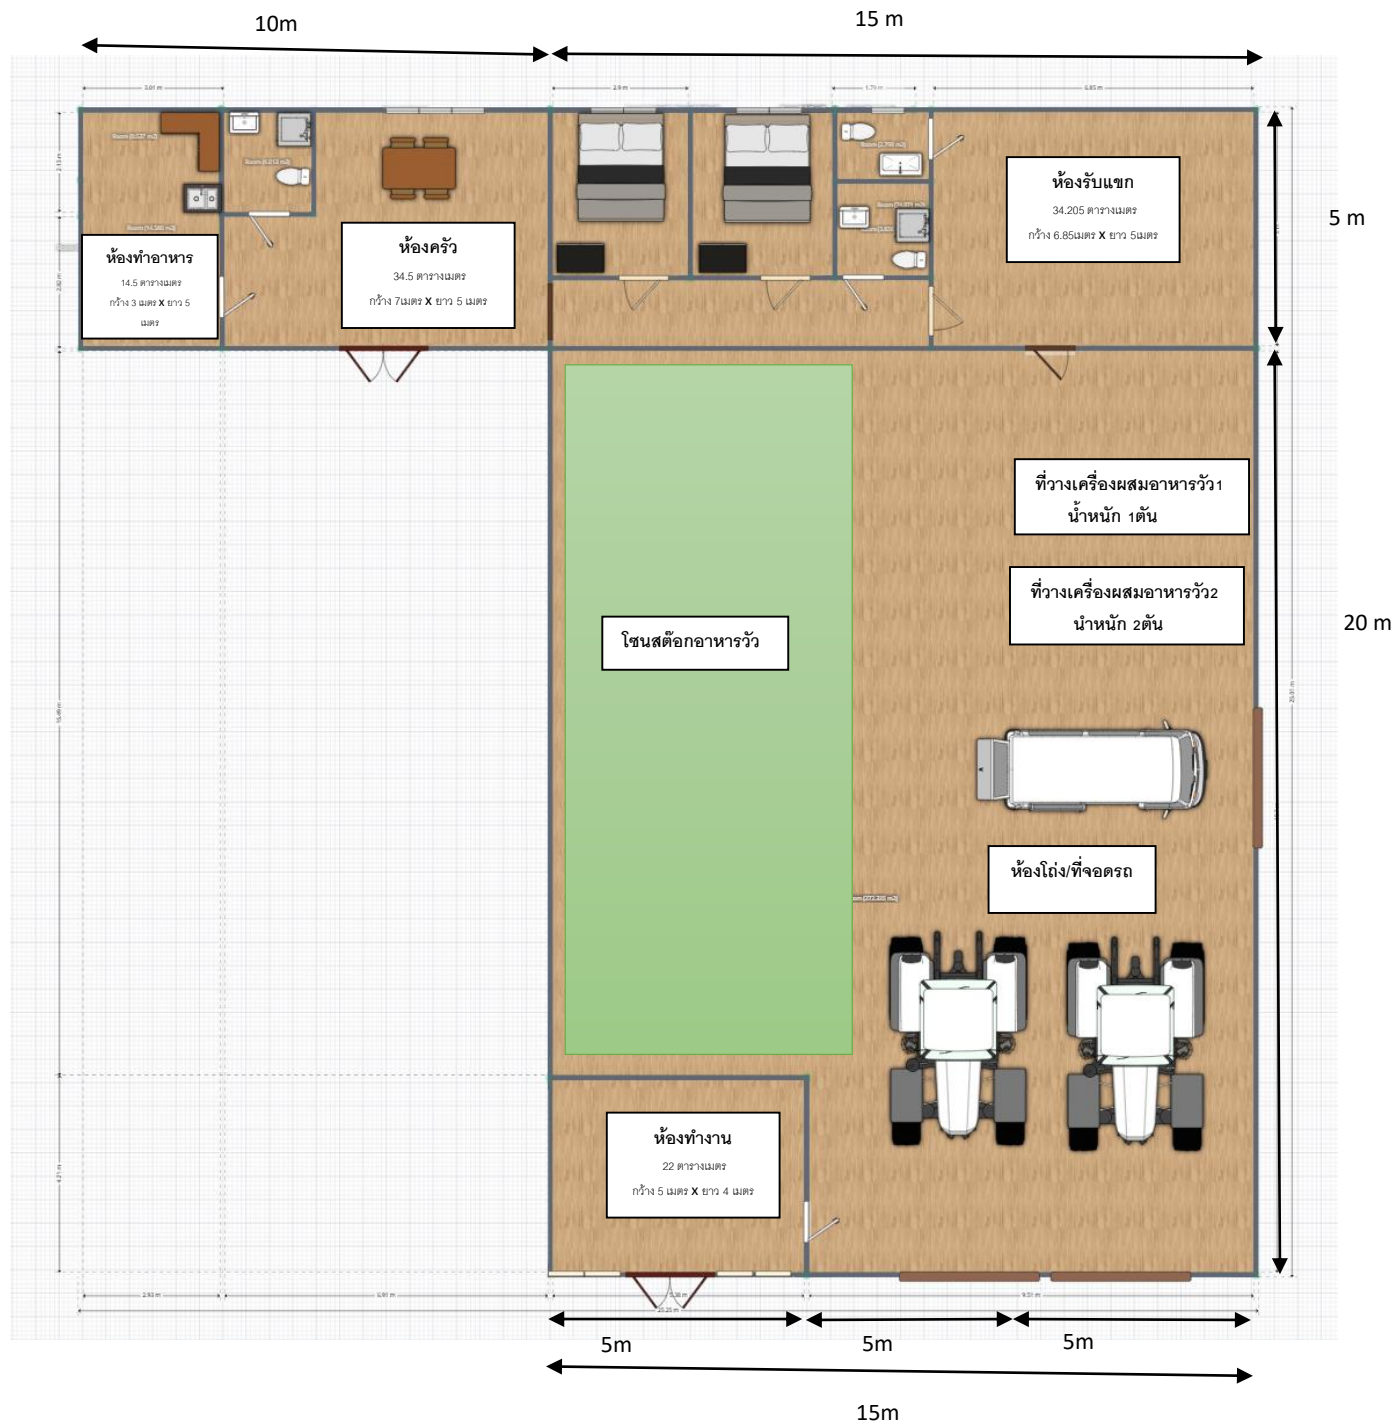 10m
15 m
3.01 m
2.9 m
1.79 m
6.85 m
ห้องรับแขก
34.205 ตารางเมตร
กว้าง 6.85เมตร X ยาว 5เมตร
5 m
ห้องทำอาหาร
14.5 ตารางเมตร
กว้าง 3 เมตร X ยาว 5
เมตร
ห้องครัว
34.5 ตารางเมตร
กว้าง 7เมตร X ยาว 5 เมตร
ที่วางเครื่องผสมอาหารวัว1
น้ำหนัก 1ตัน
ที่วางเครื่องผสมอาหารวัว2
นำหนัก 2ตัน
20 m
โซนสต๊อกอาหารวัว
ห้องโถ่ง/ที่จอดรถ
ห้องทำงาน
22 ตารางเมตร
กว้าง 5 เมตร X ยาว 4 เมตร
2.93 m
9.51 m
5m
5m
5m
15m